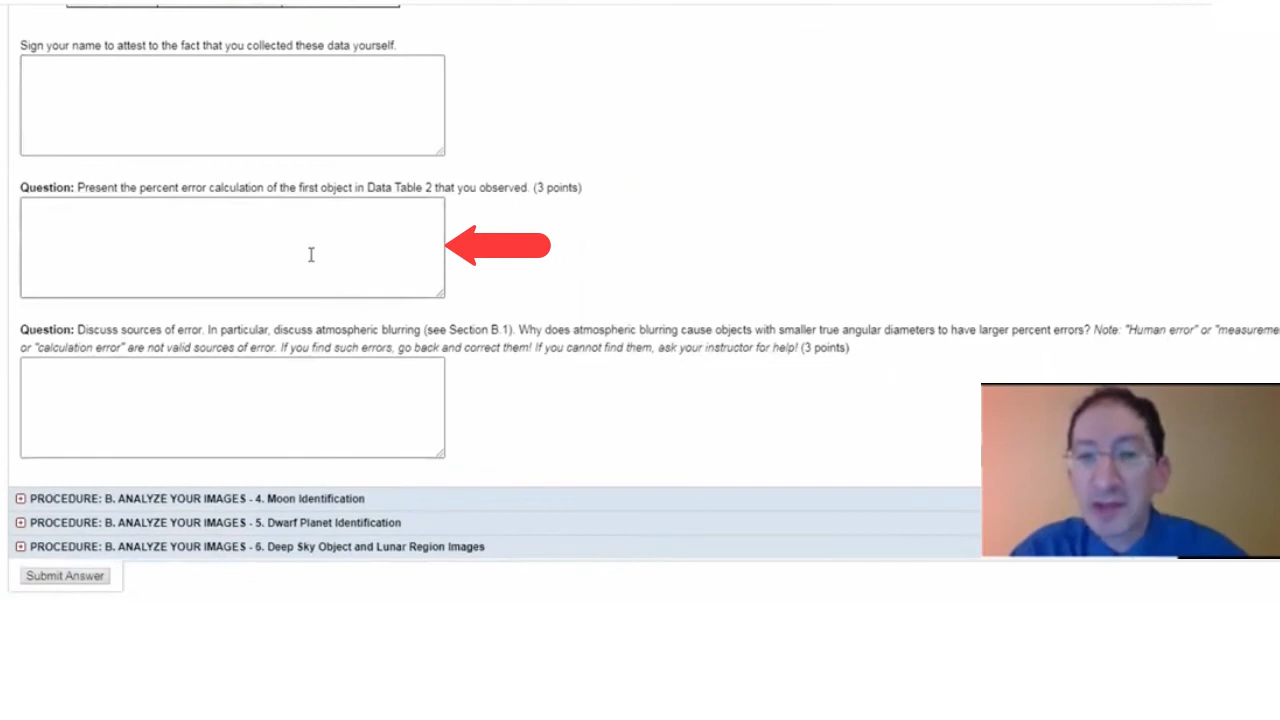 Sign your name to attest to the fact that you collected these data yourself.
Question: Present the percent error calculation of the first object in Data Table 2 that you observed. (3 points)
Question: Discuss sources of error. In particular, discuss atmospheric blurring (see Section B.1). Why does atmospheric blurring cause objects with smaller true angular diameters to have larger percent errors? Note: "Human error" or
or "calculation error" are not valid sources of error. If you find such errors, go back and correct them! If you cannot find them, ask your instructor for help! (3 points)
PROCEDURE: B. ANALYZE YOUR IMAGES - 4. Moon Identification
PROCEDURE: B. ANALYZE YOUR IMAGES - 5. Dwarf Planet Identification
PROCEDURE: B. ANALYZE YOUR IMAGES - 6. Deep Sky Object and Lunar Region Images
Submit Answer